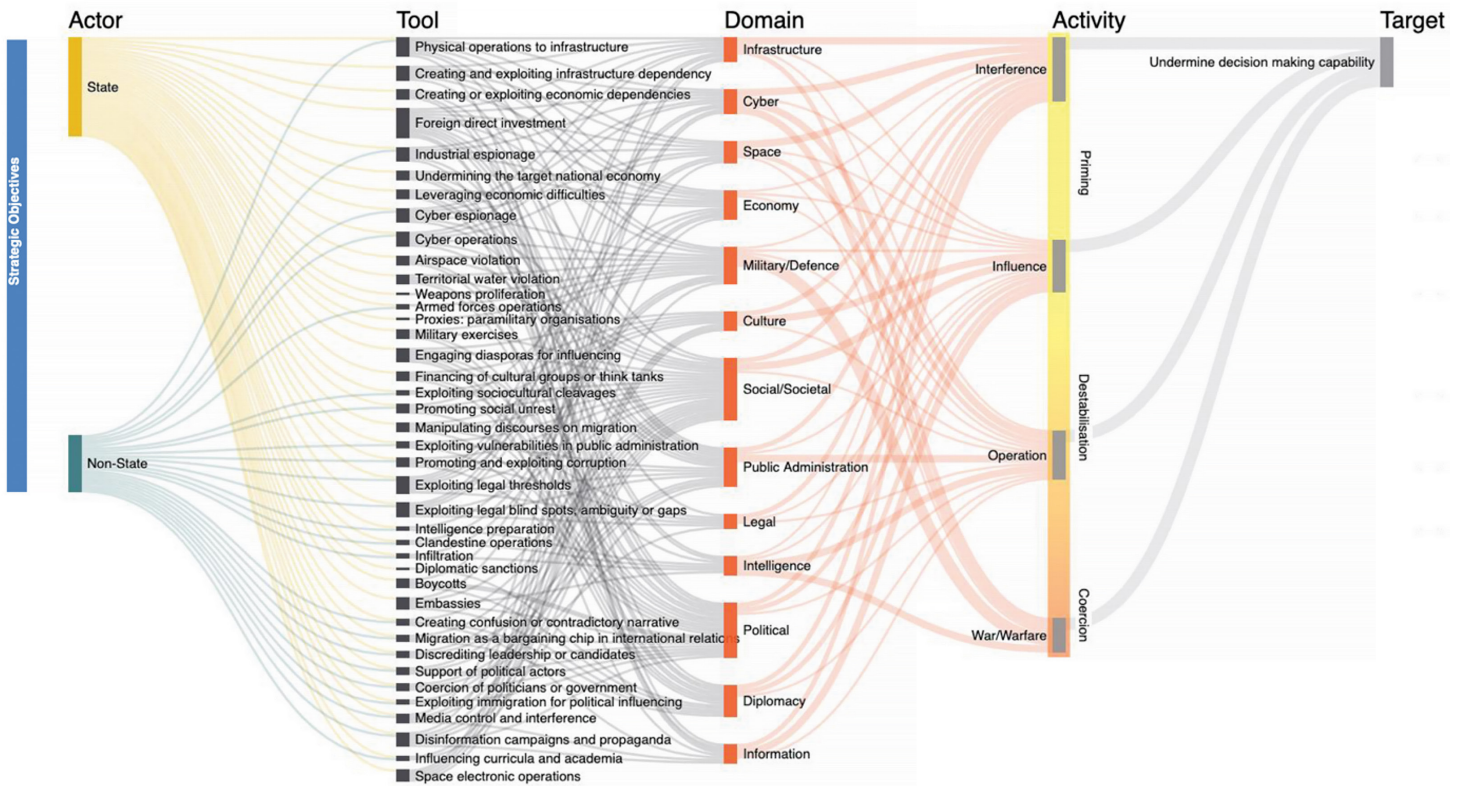 Actor
Tool
Domain
Activity
Target
Strategic Objectives
State
Non-State
Physical operations to infrastructure
Creating and exploiting infrastructure dependency
Creating or exploiting economic dependencies
Foreign direct investment
Industrial espionage
Undermining the target national economy
Leveraging economic difficulties
Cyber espionage
Cyber operations
Airspace violation
Territorial water violation
Weapons proliferation
Armed forces operations
Proxies: paramilitary organisations
Military exercises
Engaging diasporas for influencing
Financing of cultural groups or think tanks
Exploiting sociocultural cleavages
Promoting social unrest
Manipulating discourses on migration
Exploiting vulnerabilities in public administration
Promoting and exploiting corruption
Exploiting legal thresholds
Exploiting legal blind spots, ambiguity or gaps
Intelligence preparation
Clandestine operations
Infiltration
Diplomatic sanctions
Boycotts
Embassies
Creating confusion or contradictory narrative
Migration as a bargaining chip in international relations
Discrediting leadership or candidates
Support of political actors
Coercion of politicians or government
Exploiting immigration for political influencing
Media control and interference
Disinformation campaigns and propaganda
Influencing curricula and academia
Space electronic operations
Infrastructure
Cyber
Space
Economy
Military/Defence
Culture
Social/Societal
Public Administration
Legal
Intelligence
Political
Diplomacy
Information
Interference
Influence
Operation
War/Warfare
Priming
Destabilisation
Coercion
Undermine decision making capability